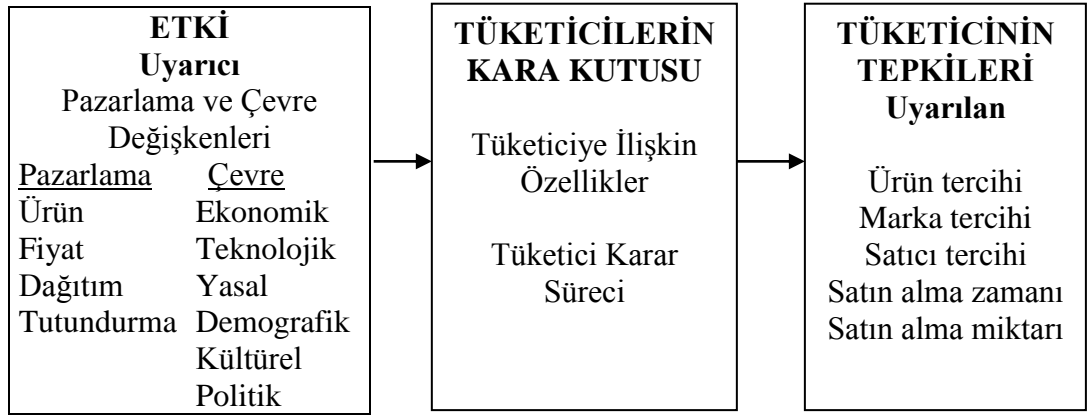 ETKİ
Uyarıcı
Pazarlama ve Çevre
Değişkenleri
Pazarlama Çevre
Ürün Ekonomik
Fiyat Teknolojik
Dağıtım Yasal
Tutundurma Demografik
Kültürel
Politik
TÜKETİCİLERİN
KARA KUTUSU
Tüketiciye İlişkin
Özellikler
Tüketici Karar
Süreci
TÜKETİCİNİN
TEPKİLERİ
Uyarılan
Ürün tercihi
Marka tercihi
Satıcı tercihi
Satın alma zamanı
Satın alma miktarı